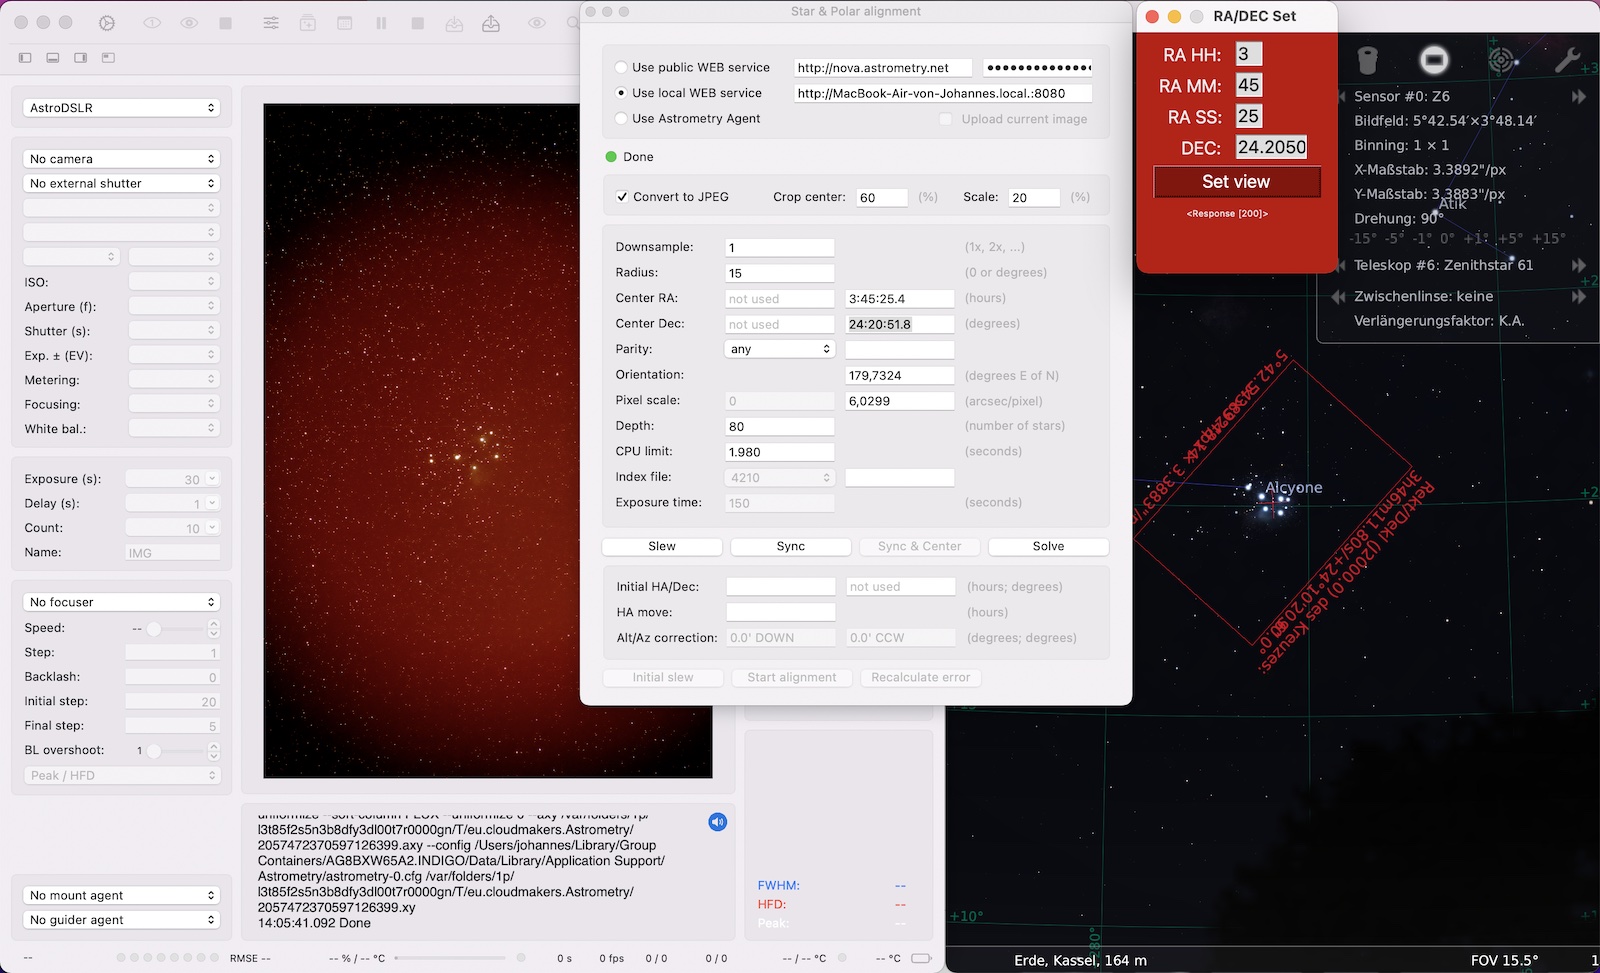 Star & Polar alignment
Use public WEB service
http://nova.astrometry.net
Use local WEB service
http://MacBook-Air-von-Johannes.local.:8080
Use Astrometry Agent
Upload current image
Done
Convert to JPEG
Crop center:
60
(%)
Scale:
20
(%)
Downsample:
1
(1x, 2x, ...)
Radius:
15
(0 or degrees)
Center RA:
not used
3:45:25.4
(hours)
Center Dec:
not used
24:20:51.8
(degrees)
Parity:
any
Orientation:
179,7324
(degrees E of N)
Pixel scale:
0
6,0299
(arcsec/pixel)
Depth:
80
(number of stars)
CPU limit:
1.980
(seconds)
Index file:
4210
Exposure time:
150
(seconds)
Slew
Sync
Sync & Center
Solve
Initial HA/Dec:
not used
(hours; degrees)
HA move:
(hours)
Alt/Az correction:
0.0' DOWN
0.0' CCW
(degrees; degrees)
Initial slew
Start alignment
Recalculate error
AstroDSLR
No camera
No external shutter
ISO:
Aperture (f):
Shutter (s):
Exp. ± (EV):
Metering:
Focusing:
White bal.:
Exposure (s):
30
Delay (s):
1
Count:
10
Name:
IMG
No focuser
Speed:
--
Step:
1
Backlash:
0
Initial step:
20
Final step:
5
BL overshoot:
1
Peak / HFD
No mount agent
No guider agent
uniformize --sort-column FLUX --uniformize 0 --axy /var/folders/1p/
l3t85f2s5n3b8dfy3dl00t7r0000gn/T/eu.cloudmakers.Astrometry/
2057472370597126399.axy --config /Users/johannes/Library/Group
Containers/AG8BXW65A2.INDIGO/Data/Library/Application Support/
Astrometry/astrometry-0.cfg /var/folders/1p/
l3t85f2s5n3b8dfy3dl00t7r0000gn/T/eu.cloudmakers.Astrometry/
2057472370597126399.xy
14:05:41.092 Done
FWHM:
--
HFD:
--
Peak:
--
--
RMSE --
-- % / -- °C
0 s
0 fps
0 / 0
0 / 0
-- / -- °C
-- °C
RA/DEC Set
RA HH:
3
RA MM:
45
RA SS:
25
DEC:
24.2050
Set view
<Response [200]>
Sensor #0: Z6
Bildfeld: 5°42.54′×3°48.14′
Binning: 1 × 1
X-Maßstab: 3.3892"/px
Y-Maßstab: 3.3883"/px
Atik
Drehung: 90°
-15° -5° -1° 0° +1° +5° +15°
Teleskop #6: Zenithstar 61
Zwischenlinse: keine
Verlängerungsfaktor: K.A.
5°42.54′
Alcyone
Rekt/Dekl (J2000.0) des Kreuzes:
3h46m11.80s/+24°10'20.9"
+10°
280°
Erde, Kassel, 164 m
FOV 15.5°